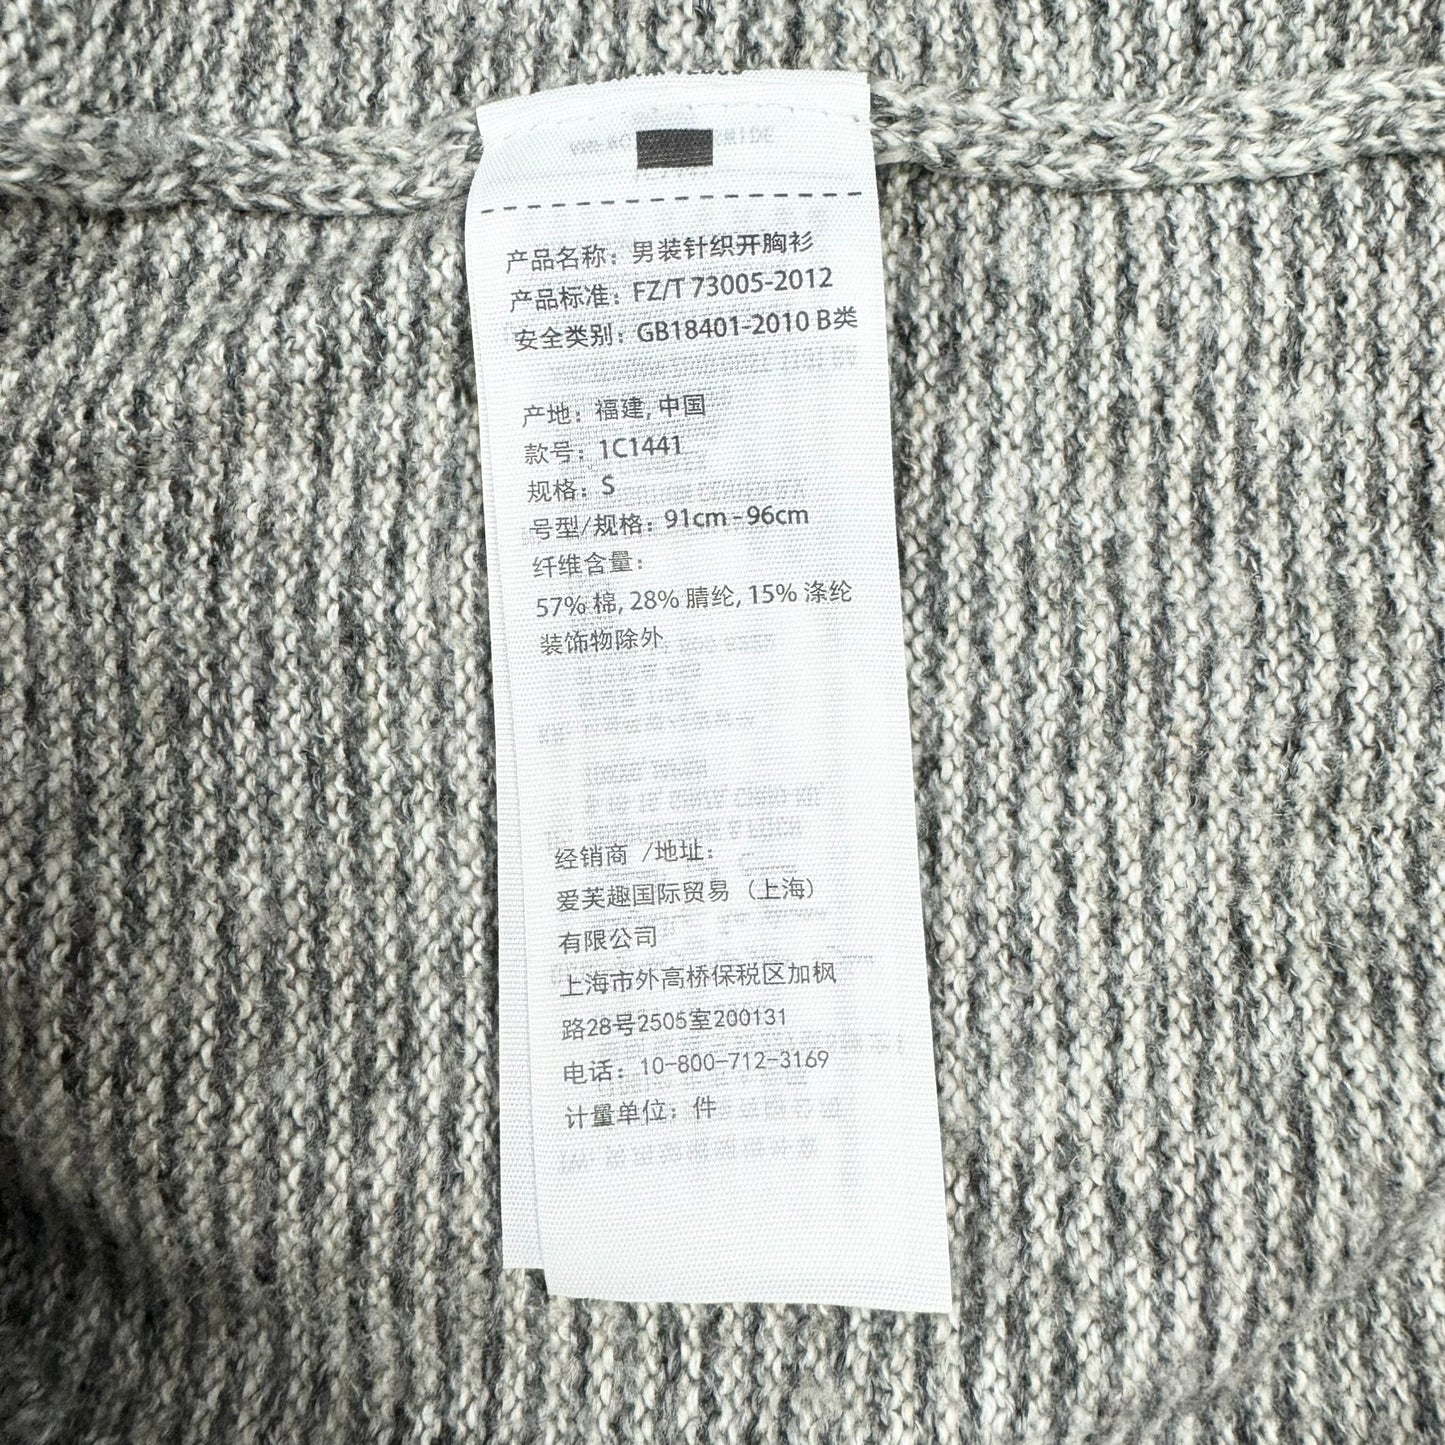 产品名称：男装针织开胸衫
产品标准：FZ/T 73005-2012
安全类别：GB18401-2010 B类
产地：福建, 中国
款号：1C1441
规格：S
号型/规格：91cm - 96cm
纤维含量：
57% 棉, 28% 腈纶, 15% 涤纶
装饰物除外
经销商 /地址：
爱芙趣国际贸易（上海）
有限公司
上海市外高桥保税区加枫
路28号2505室200131
电话：10-800-712-3169
计量单位：件